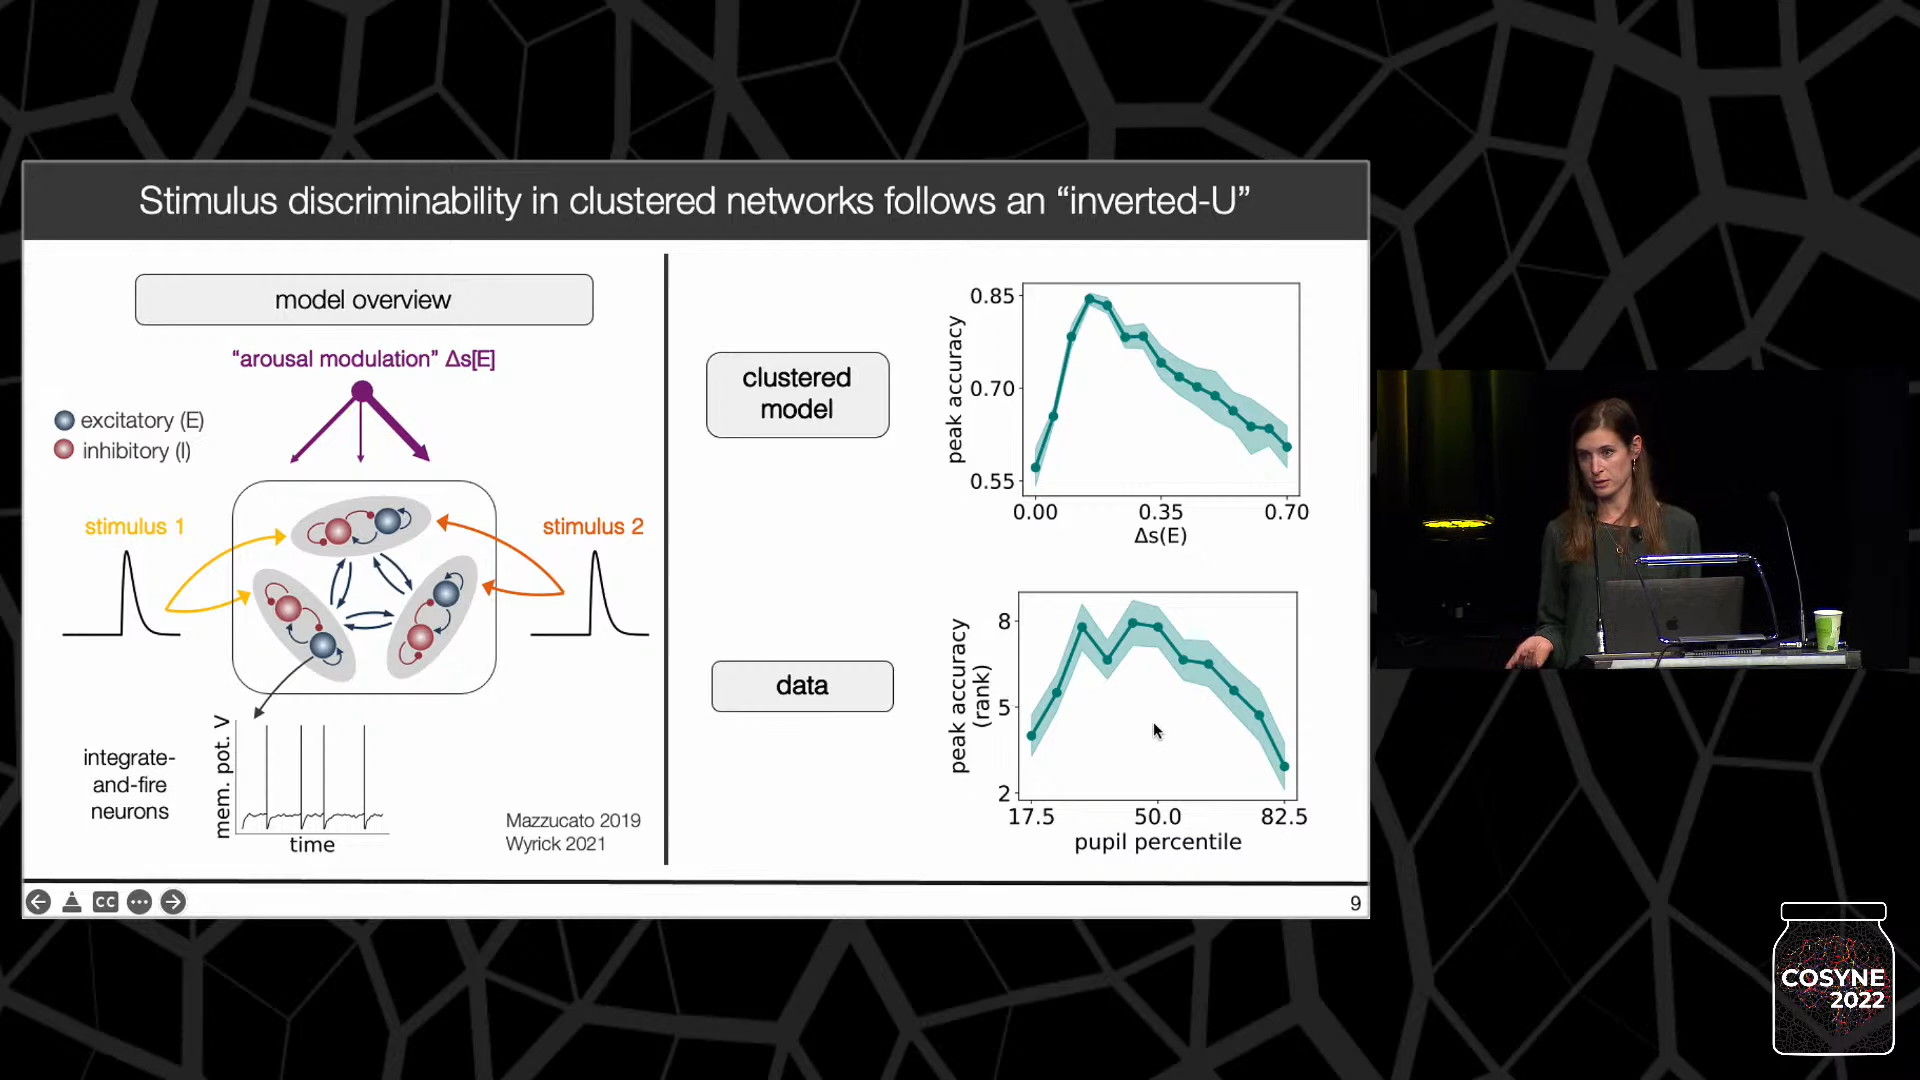 Stimulus discriminability in clustered networks follows an “inverted-U”
model overview
“arousal modulation” Δs[E]
excitatory (E)
inhibitory (I)
stimulus 1
stimulus 2
integrate-
and-fire
neurons
mem. pot. V
time
Mazzucato 2019
Wyrick 2021
clustered
model
peak accuracy
0.85
0.70
0.55
0.00 0.35 0.70
Δs(E)
data
peak accuracy
(rank)
8
5
2
17.5 50.0 82.5
pupil percentile
CC
9
COSYNE
2022